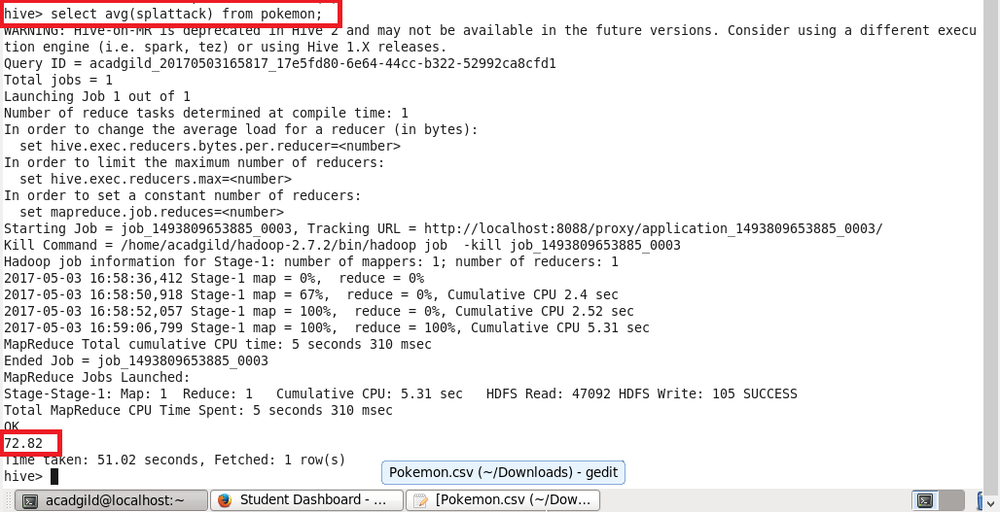 hive> select avg(splattack) from pokemon;
WARNING: Hive-on-MR is deprecated in Hive 2 and may not be available in the future versions. Consider using a different execu
tion engine (i.e. spark, tez) or using Hive 1.X releases.
Query ID = acadgild_20170503165817_17e5fd80-6e64-44cc-b322-52992ca8cfd1
Total jobs = 1
Launching Job 1 out of 1
Number of reduce tasks determined at compile time: 1
In order to change the average load for a reducer (in bytes):
  set hive.exec.reducers.bytes.per.reducer=<number>
In order to limit the maximum number of reducers:
  set hive.exec.reducers.max=<number>
In order to set a constant number of reducers:
  set mapreduce.job.reduces=<number>
Starting Job = job_1493809653885_0003, Tracking URL = http://localhost:8088/proxy/application_1493809653885_0003/
Kill Command = /home/acadgild/hadoop-2.7.2/bin/hadoop job  -kill job_1493809653885_0003
Hadoop job information for Stage-1: number of mappers: 1; number of reducers: 1
2017-05-03 16:58:36,412 Stage-1 map = 0%,  reduce = 0%
2017-05-03 16:58:50,918 Stage-1 map = 67%,  reduce = 0%, Cumulative CPU 2.4 sec
2017-05-03 16:58:52,057 Stage-1 map = 100%,  reduce = 0%, Cumulative CPU 2.52 sec
2017-05-03 16:59:06,799 Stage-1 map = 100%,  reduce = 100%, Cumulative CPU 5.31 sec
MapReduce Total cumulative CPU time: 5 seconds 310 msec
Ended Job = job_1493809653885_0003
MapReduce Jobs Launched:
Stage-Stage-1: Map: 1  Reduce: 1   Cumulative CPU: 5.31 sec   HDFS Read: 47092 HDFS Write: 105 SUCCESS
Total MapReduce CPU Time Spent: 5 seconds 310 msec
OK
72.82
Time taken: 51.02 seconds, Fetched: 1 row(s)
hive>
Pokemon.csv (~/Downloads) - gedit
acadgild@localhost:~
Student Dashboard - ...
[Pokemon.csv (~/Dow...